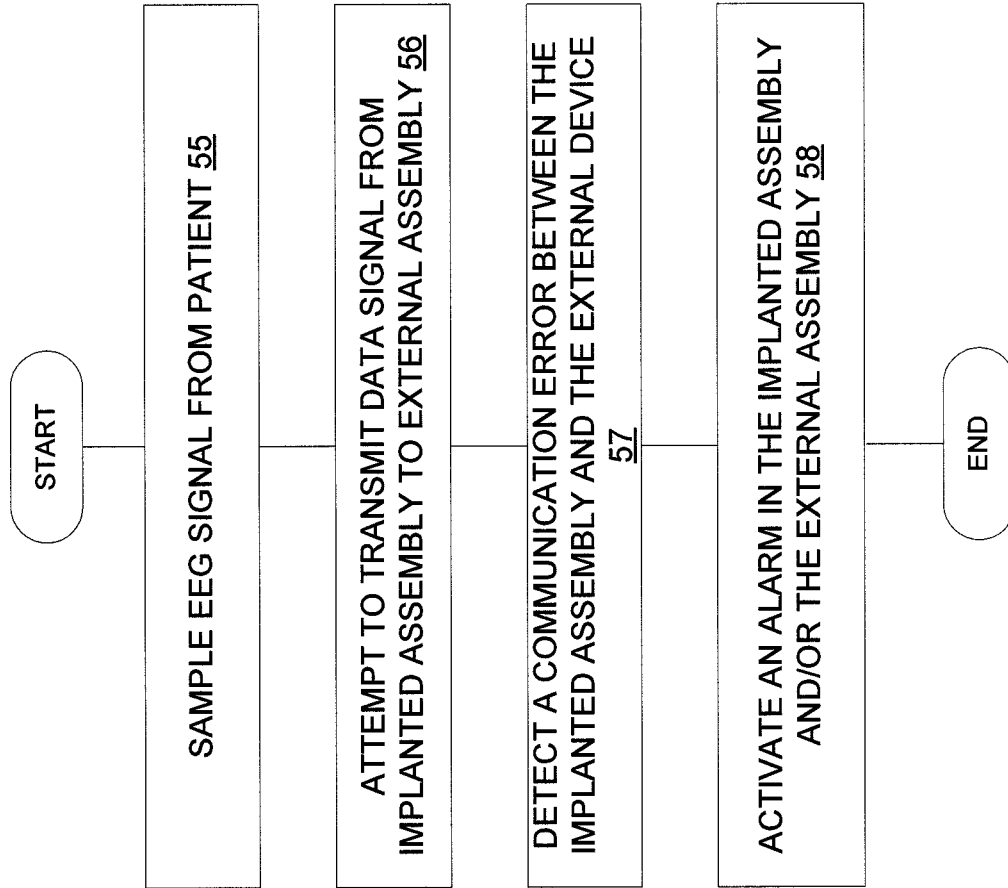 START
SAMPLE EEG SIGNAL FROM PATIENT 55
ATTEMPT TO TRANSMIT DATA SIGNAL FROM
IMPLANTED ASSEMBLY TO EXTERNAL ASSEMBLY 56
DETECT A COMMUNICATION ERROR BETWEEN THE
IMPLANTED ASSEMBLY AND THE EXTERNAL DEVICE
57
ACTIVATE AN ALARM IN THE IMPLANTED ASSEMBLY
AND/OR THE EXTERNAL ASSEMBLY 58
END